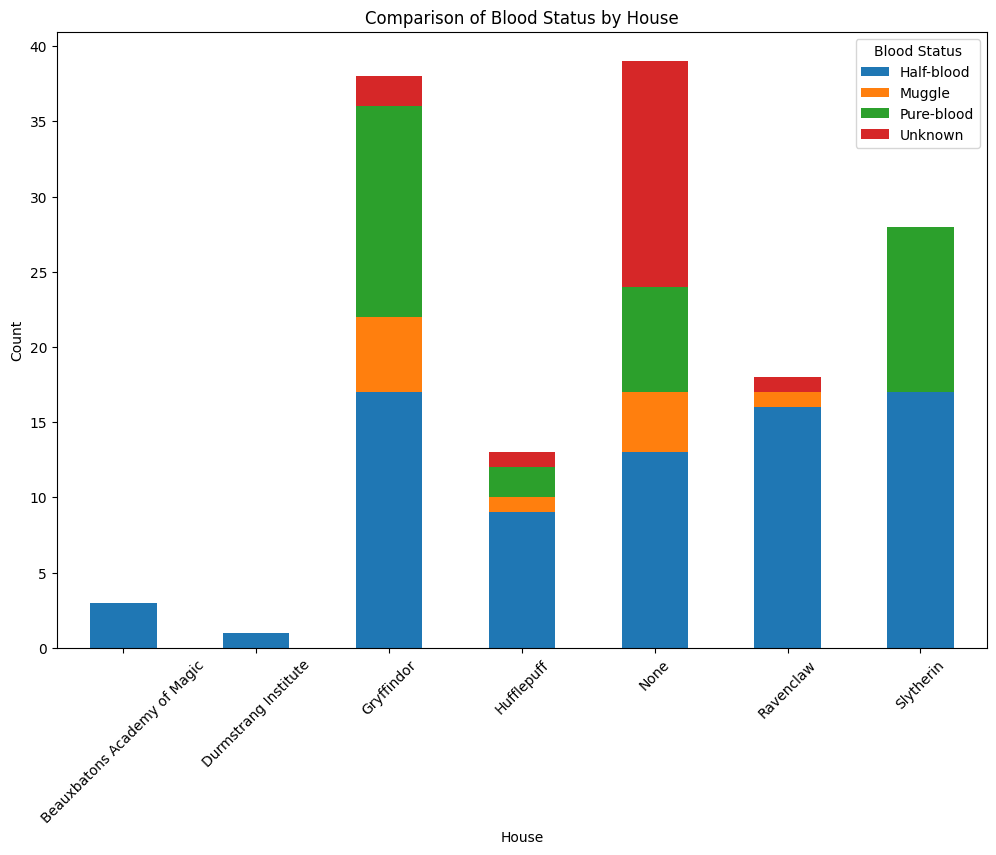 Comparison of Blood Status by House
Blood Status
Half-blood
Muggle
Pure-blood
Unknown
Count
40
35
30
25
20
15
10
5
0
Beauxbatons Academy of Magic
Durmstrang Institute
Gryffindor
Hufflepuff
None
Ravenclaw
Slytherin
House